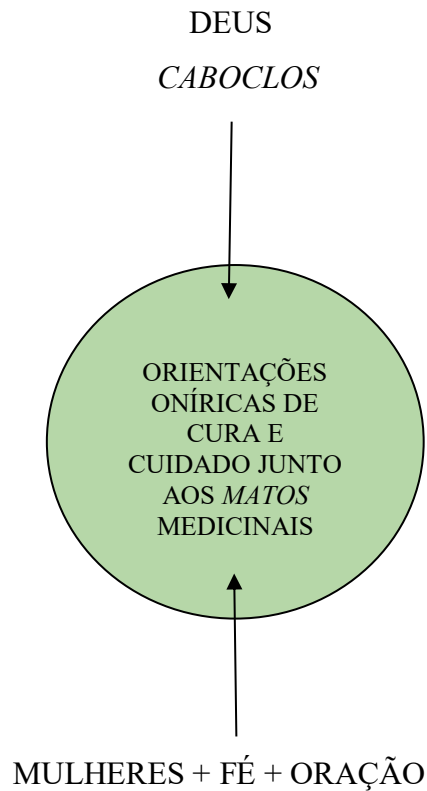 DEUS
CABOCLOS
ORIENTAÇÕES
ONÍRICAS DE
CURA E
CUIDADO JUNTO
AOS MATOS
MEDICINAIS
MULHERES + FÉ + ORAÇÃO